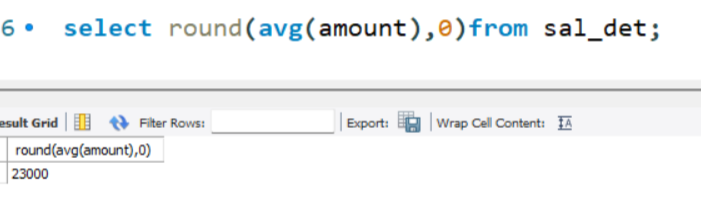 6 • select round(avg(amount),0)from sal_det;
esult Grid Filter Rows: Export: Wrap Cell Content: IA
round(avg(amount),0)
23000